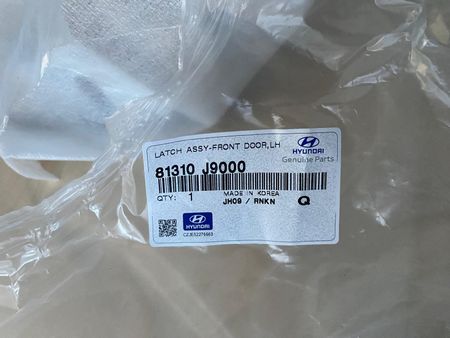 LATCH ASSY-FRONT DOOR,LH
HYUNDAI
Genuine Parts
81310 J9000
QTY: 1
MADE IN KOREA
JH09 / RNKN
Q
HYUNDAI